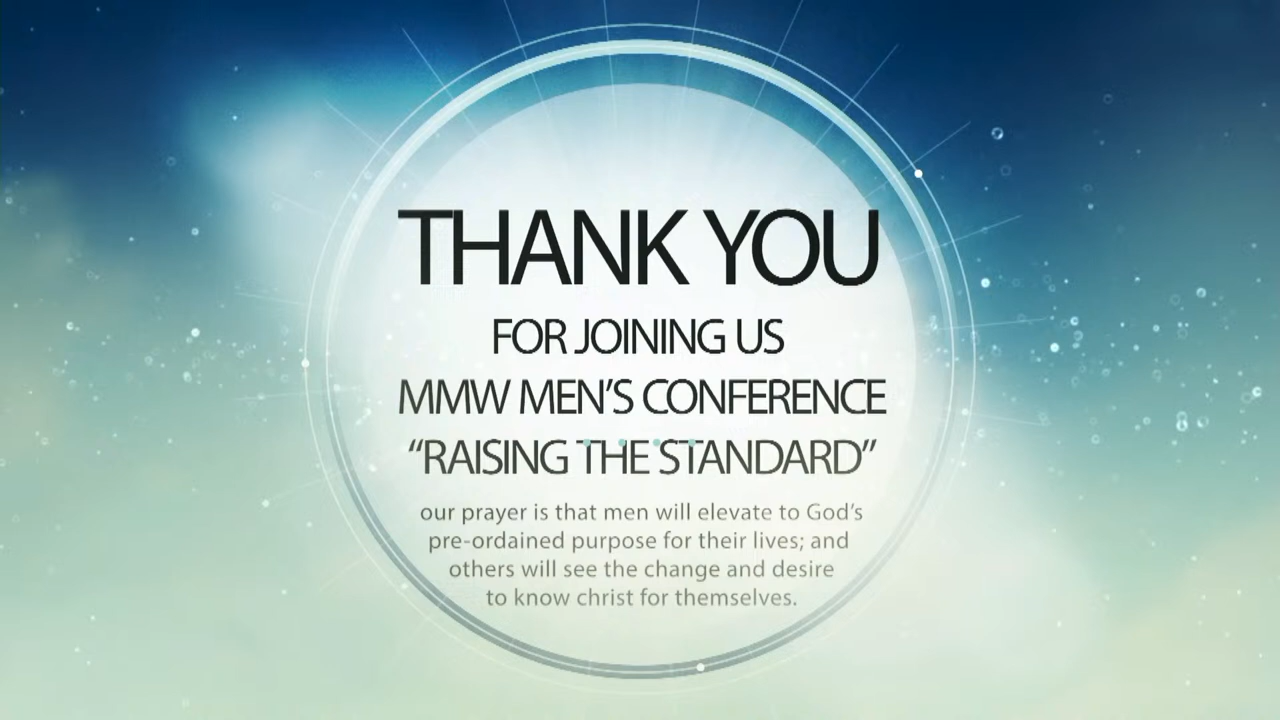 THANK YOU
FOR JOINING US
MMW MEN’S CONFERENCE
“RAISING THE STANDARD”
our prayer is that men will elevate to God’s
pre-ordained purpose for their lives; and
others will see the change and desire
to know christ for themselves.